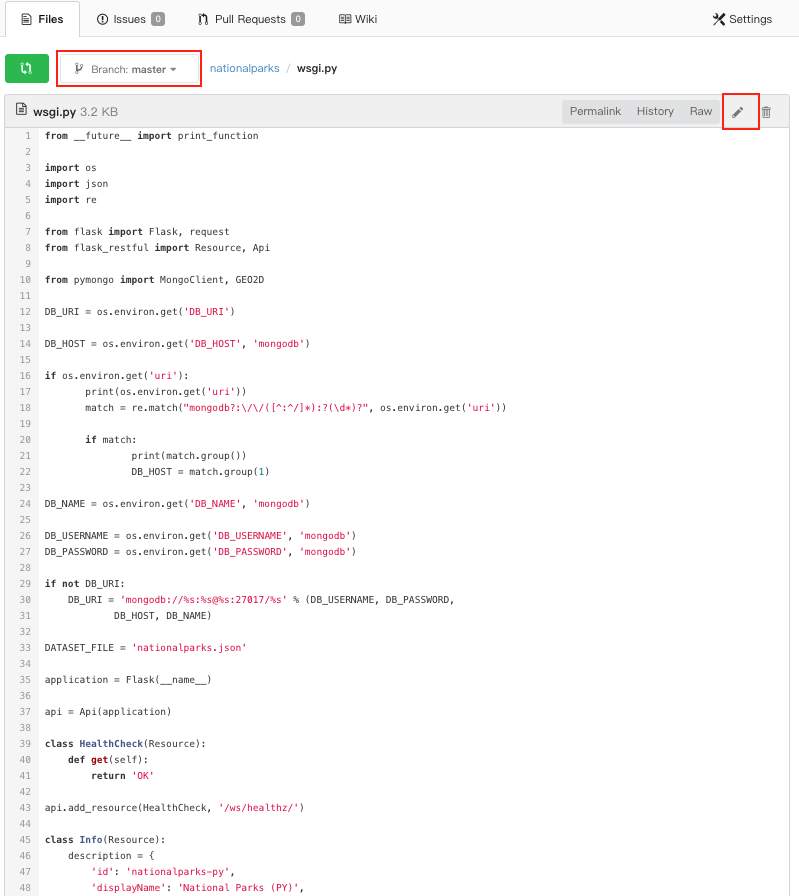 Files Issues 0 Pull Requests 0 Wiki Settings
Branch: master nationalparks / wsgi.py
wsgi.py 3.2 KB Permalink History Raw
1 from __future__ import print_function
2
3 import os
4 import json
5 import re
6
7 from flask import Flask, request
8 from flask_restful import Resource, Api
9
10 from pymongo import MongoClient, GEO2D
11
12 DB_URI = os.environ.get('DB_URI')
13
14 DB_HOST = os.environ.get('DB_HOST', 'mongodb')
15
16 if os.environ.get('uri'):
17 print(os.environ.get('uri'))
18 match = re.match("mongodb?:\/\/([^:^/]*):?(\d*)?", os.environ.get('uri'))
19
20 if match:
21 print(match.group())
22 DB_HOST = match.group(1)
23
24 DB_NAME = os.environ.get('DB_NAME', 'mongodb')
25
26 DB_USERNAME = os.environ.get('DB_USERNAME', 'mongodb')
27 DB_PASSWORD = os.environ.get('DB_PASSWORD', 'mongodb')
28
29 if not DB_URI:
30 DB_URI = 'mongodb://%s:%s@%s:27017/%s' % (DB_USERNAME, DB_PASSWORD,
31 DB_HOST, DB_NAME)
32
33 DATASET_FILE = 'nationalparks.json'
34
35 application = Flask(__name__)
36
37 api = Api(application)
38
39 class HealthCheck(Resource):
40 def get(self):
41 return 'OK'
42
43 api.add_resource(HealthCheck, '/ws/healthz/')
44
45 class Info(Resource):
46 description = {
47 'id': 'nationalparks-py',
48 'displayName': 'National Parks (PY)',